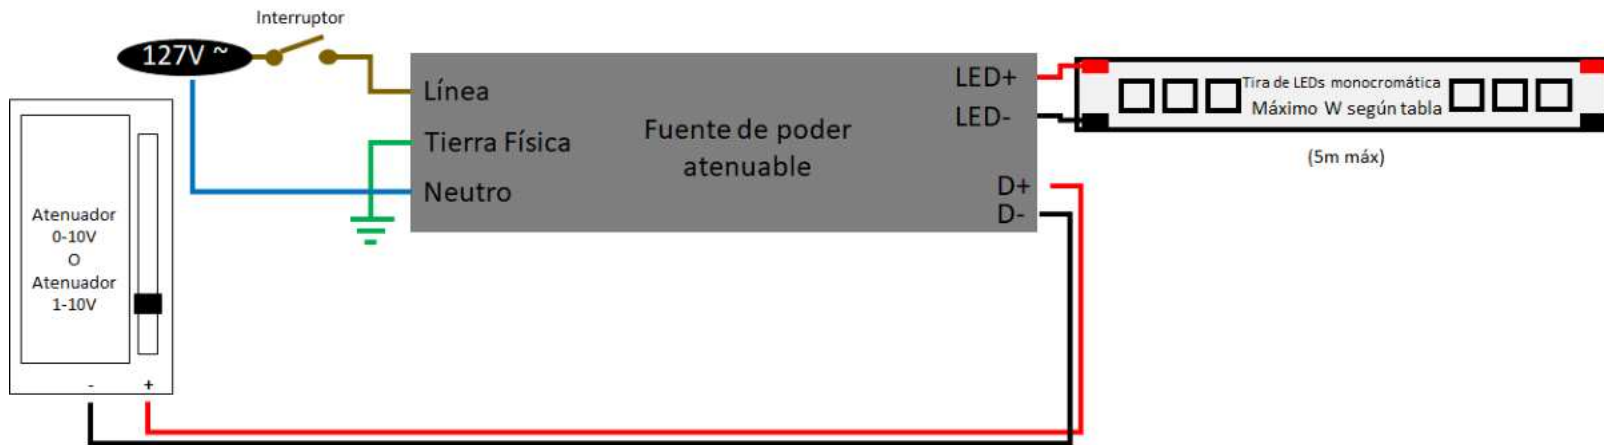 Interruptor
127V ~
Línea
Tierra Física
Neutro
Fuente de poder
atenuable
LED+
LED-
D+
D-
Tira de LEDs monocromática
Máximo W según tabla
(5m máx)
Atenuador
0-10V
O
Atenuador
1-10V
- +